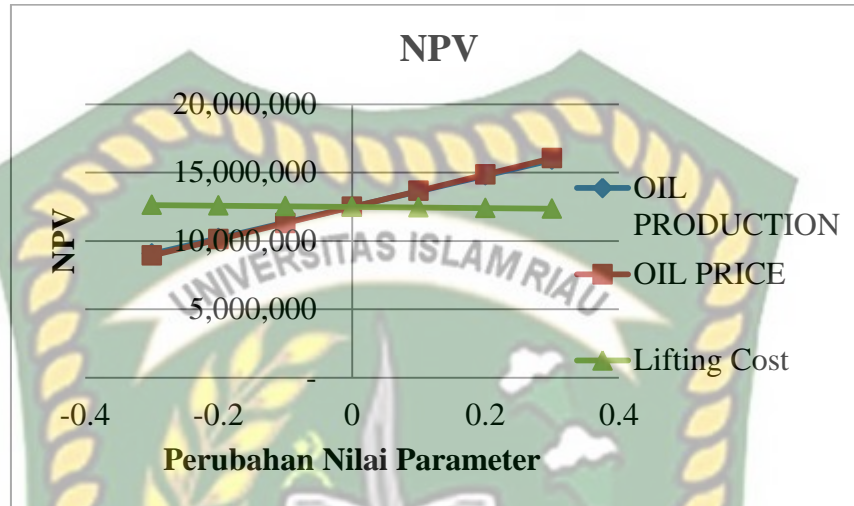 NPV
20,000,000
15,000,000
10,000,000
5,000,000
-
NPV
-0.4 -0.2 0 0.2 0.4
Perubahan Nilai Parameter
OIL
PRODUCTION
OIL PRICE
Lifting Cost
UNIVERSITAS ISLAM RIAU